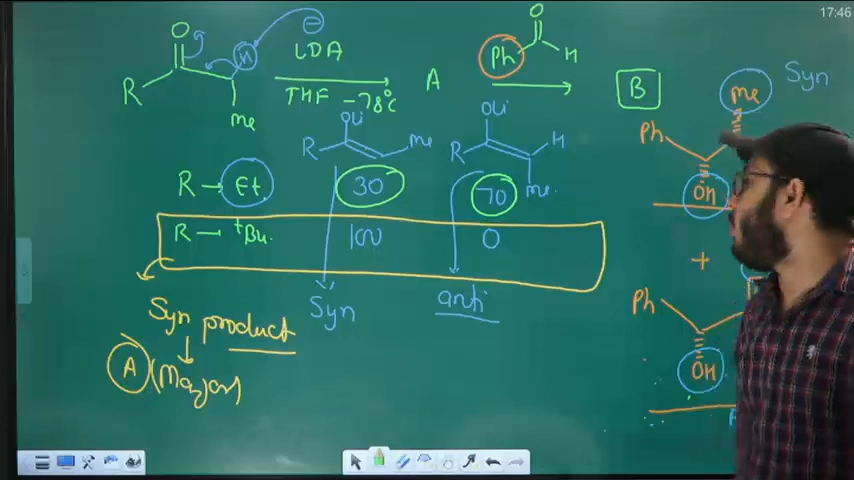 17:46
O
R
H
Me
⊖
LDA
THF -78°C
A
O
Ph
H
B
Syn
Me
Ph
OH
+
Ph
OH
OLi
R
Me
OLi
R
H
Me
R → Et
30
70
R → tBu
100
0
Syn
anti
Syn product
A (Major)